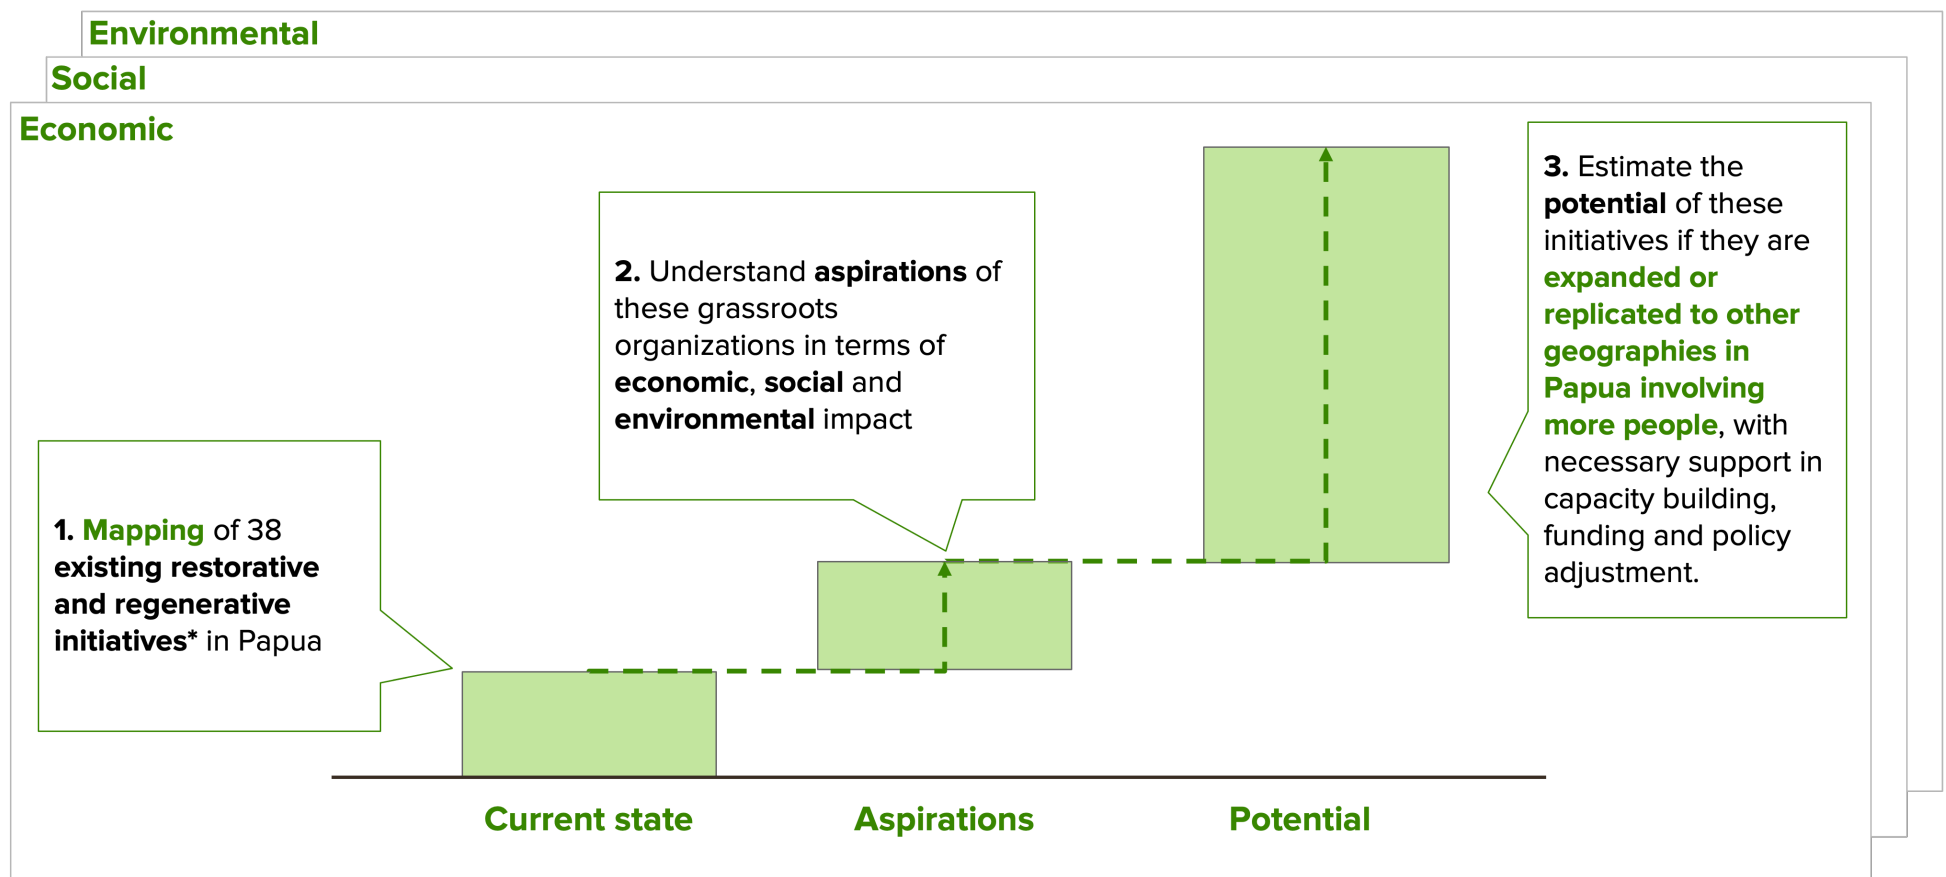 Environmental
Social
Economic
1. Mapping of 38
existing restorative
and regenerative
initiatives* in Papua
2. Understand aspirations of
these grassroots
organizations in terms of
economic, social and
environmental impact
3. Estimate the
potential of these
initiatives if they are
expanded or
replicated to other
geographies in
Papua involving
more people, with
necessary support in
capacity building,
funding and policy
adjustment.
Current state
Aspirations
Potential